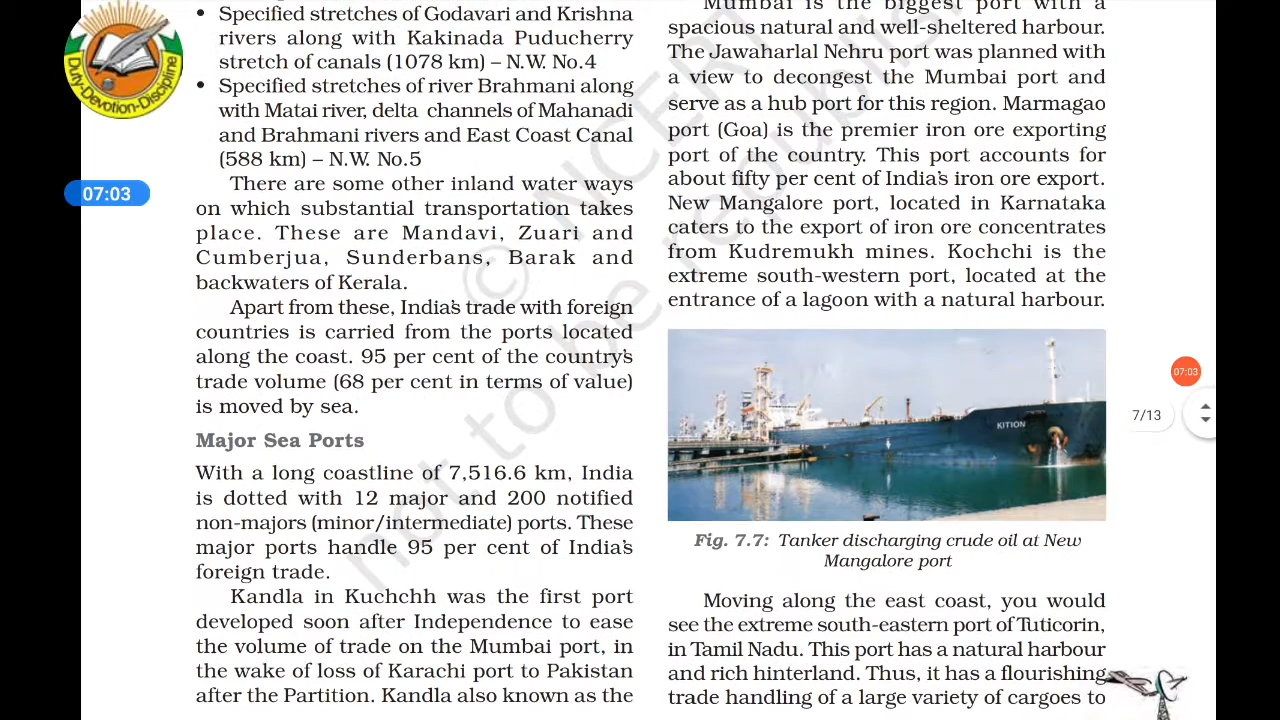 • Specified stretches of Godavari and Krishna
rivers along with Kakinada Puducherry
stretch of canals (1078 km) – N.W. No.4
• Specified stretches of river Brahmani along
with Matai river, delta channels of Mahanadi
and Brahmani rivers and East Coast Canal
(588 km) – N.W. No.5
There are some other inland water ways
on which substantial transportation takes
place. These are Mandavi, Zuari and
Cumberjua, Sunderbans, Barak and
backwaters of Kerala.
Apart from these, India's trade with foreign
countries is carried from the ports located
along the coast. 95 per cent of the country's
trade volume (68 per cent in terms of value)
is moved by sea.
Major Sea Ports
With a long coastline of 7,516.6 km, India
is dotted with 12 major and 200 notified
non-majors (minor/intermediate) ports. These
major ports handle 95 per cent of India's
foreign trade.
Kandla in Kuchchh was the first port
developed soon after Independence to ease
the volume of trade on the Mumbai port, in
the wake of loss of Karachi port to Pakistan
after the Partition. Kandla also known as the
Mumbai is the biggest port with a
spacious natural and well-sheltered harbour.
The Jawaharlal Nehru port was planned with
a view to decongest the Mumbai port and
serve as a hub port for this region. Marmagao
port (Goa) is the premier iron ore exporting
port of the country. This port accounts for
about fifty per cent of India's iron ore export.
New Mangalore port, located in Karnataka
caters to the export of iron ore concentrates
from Kudremukh mines. Kochchi is the
extreme south-western port, located at the
entrance of a lagoon with a natural harbour.
KITION
Fig. 7.7: Tanker discharging crude oil at New
Mangalore port
Moving along the east coast, you would
see the extreme south-eastern port of Tuticorin,
in Tamil Nadu. This port has a natural harbour
and rich hinterland. Thus, it has a flourishing
trade handling of a large variety of cargoes to
Duty-Devotion-Discipline
07:03
07:03
7/13
© NCERT
not to be republish